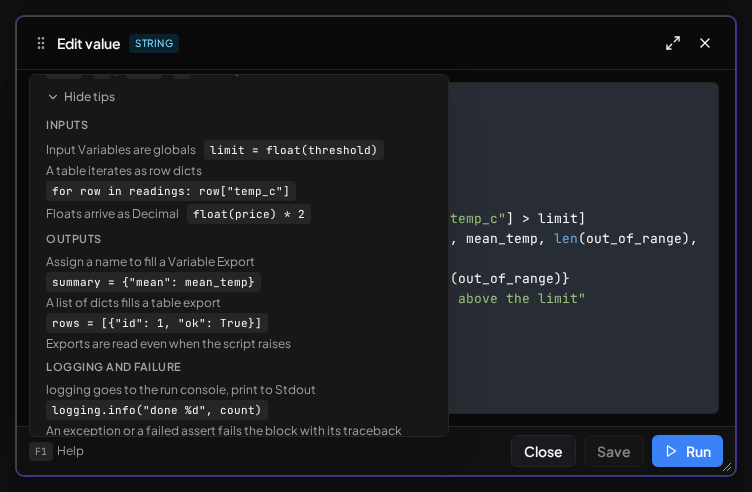 Edit value STRING
Hide tips
INPUTS
Input Variables are globals limit = float(threshold)
A table iterates as row dicts
for row in readings: row["temp_c"]
Floats arrive as Decimal float(price) * 2
OUTPUTS
Assign a name to fill a Variable Export
summary = {"mean": mean_temp}
A list of dicts fills a table export
rows = [{"id": 1, "ok": True}]
Exports are read even when the script raises
LOGGING AND FAILURE
logging goes to the run console, print to Stdout
logging.info("done %d", count)
An exception or a failed assert fails the block with its traceback
temp_c"] > limit]
, mean_temp, len(out_of_range),
(out_of_range)}
above the limit"
F1 Help
Close
Save
Run